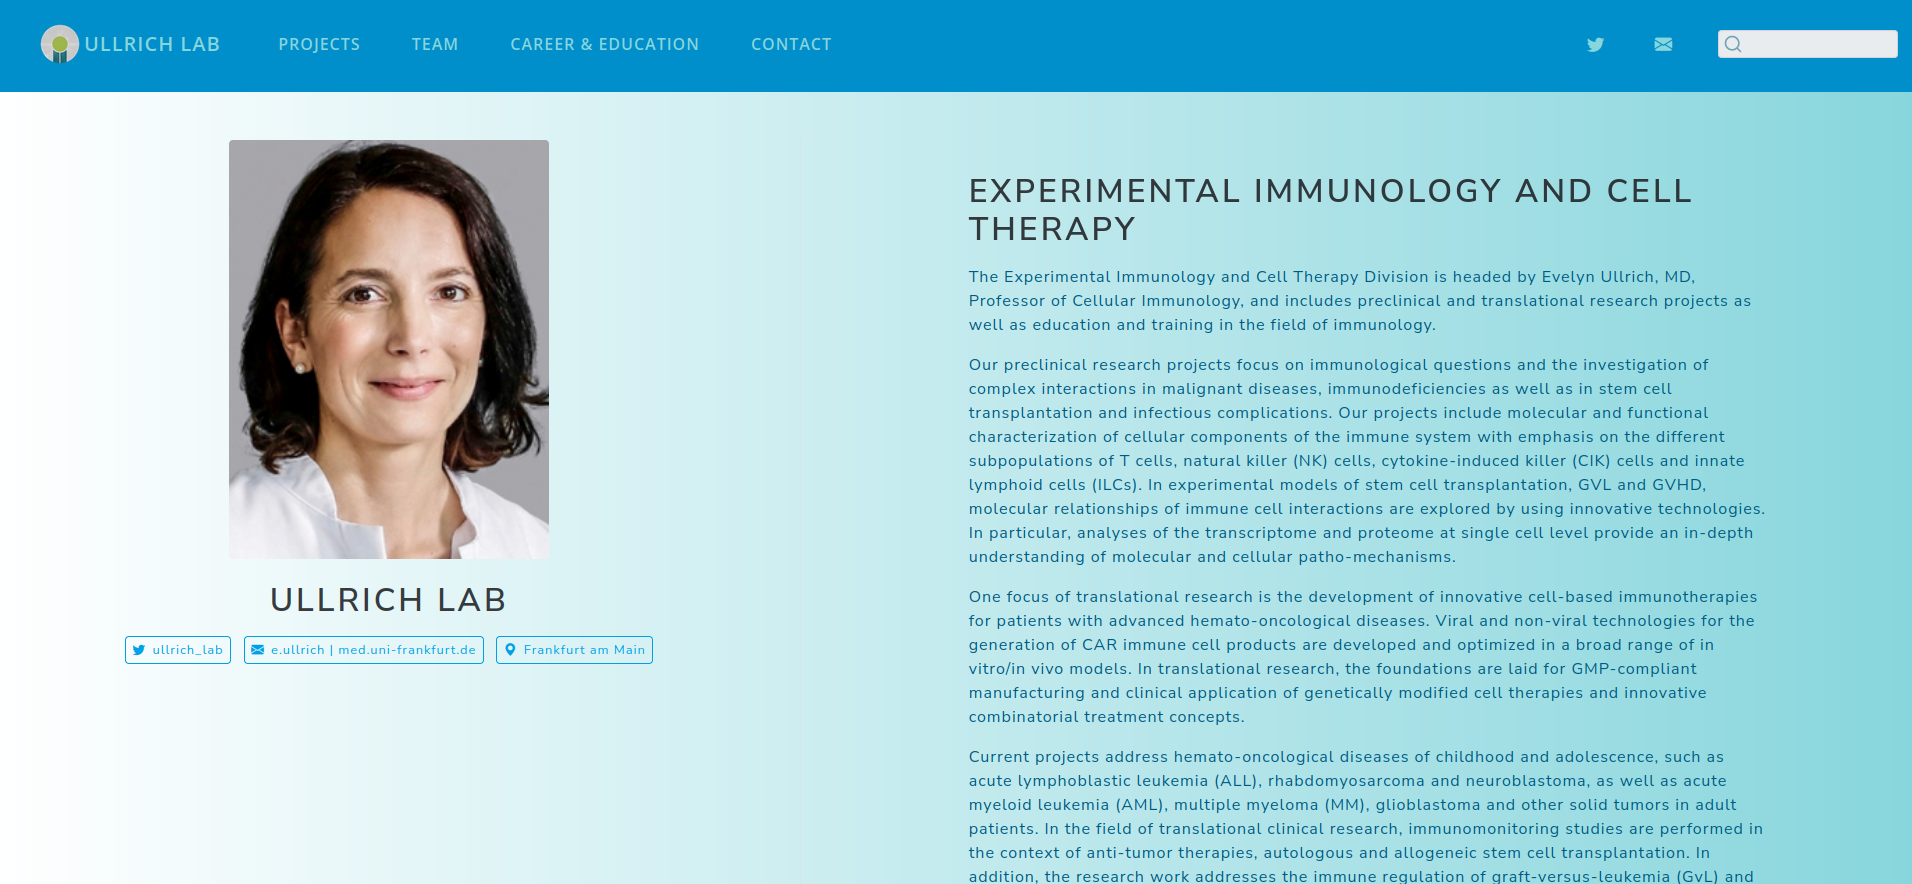 ULLRICH LAB
PROJECTS
TEAM
CAREER & EDUCATION
CONTACT
ULLRICH LAB
ullrich_lab
e.ullrich | med.uni-frankfurt.de
Frankfurt am Main
EXPERIMENTAL IMMUNOLOGY AND CELL
THERAPY
The Experimental Immunology and Cell Therapy Division is headed by Evelyn Ullrich, MD,
Professor of Cellular Immunology, and includes preclinical and translational research projects as
well as education and training in the field of immunology.
Our preclinical research projects focus on immunological questions and the investigation of
complex interactions in malignant diseases, immunodeficiencies as well as in stem cell
transplantation and infectious complications. Our projects include molecular and functional
characterization of cellular components of the immune system with emphasis on the different
subpopulations of T cells, natural killer (NK) cells, cytokine-induced killer (CIK) cells and innate
lymphoid cells (ILCs). In experimental models of stem cell transplantation, GVL and GVHD,
molecular relationships of immune cell interactions are explored by using innovative technologies.
In particular, analyses of the transcriptome and proteome at single cell level provide an in-depth
understanding of molecular and cellular patho-mechanisms.
One focus of translational research is the development of innovative cell-based immunotherapies
for patients with advanced hemato-oncological diseases. Viral and non-viral technologies for the
generation of CAR immune cell products are developed and optimized in a broad range of in
vitro/in vivo models. In translational research, the foundations are laid for GMP-compliant
manufacturing and clinical application of genetically modified cell therapies and innovative
combinatorial treatment concepts.
Current projects address hemato-oncological diseases of childhood and adolescence, such as
acute lymphoblastic leukemia (ALL), rhabdomyosarcoma and neuroblastoma, as well as acute
myeloid leukemia (AML), multiple myeloma (MM), glioblastoma and other solid tumors in adult
patients. In the field of translational clinical research, immunomonitoring studies are performed in
the context of anti-tumor therapies, autologous and allogeneic stem cell transplantation. In
addition, the research work addresses the immune regulation of graft-versus-leukemia (GvL) and